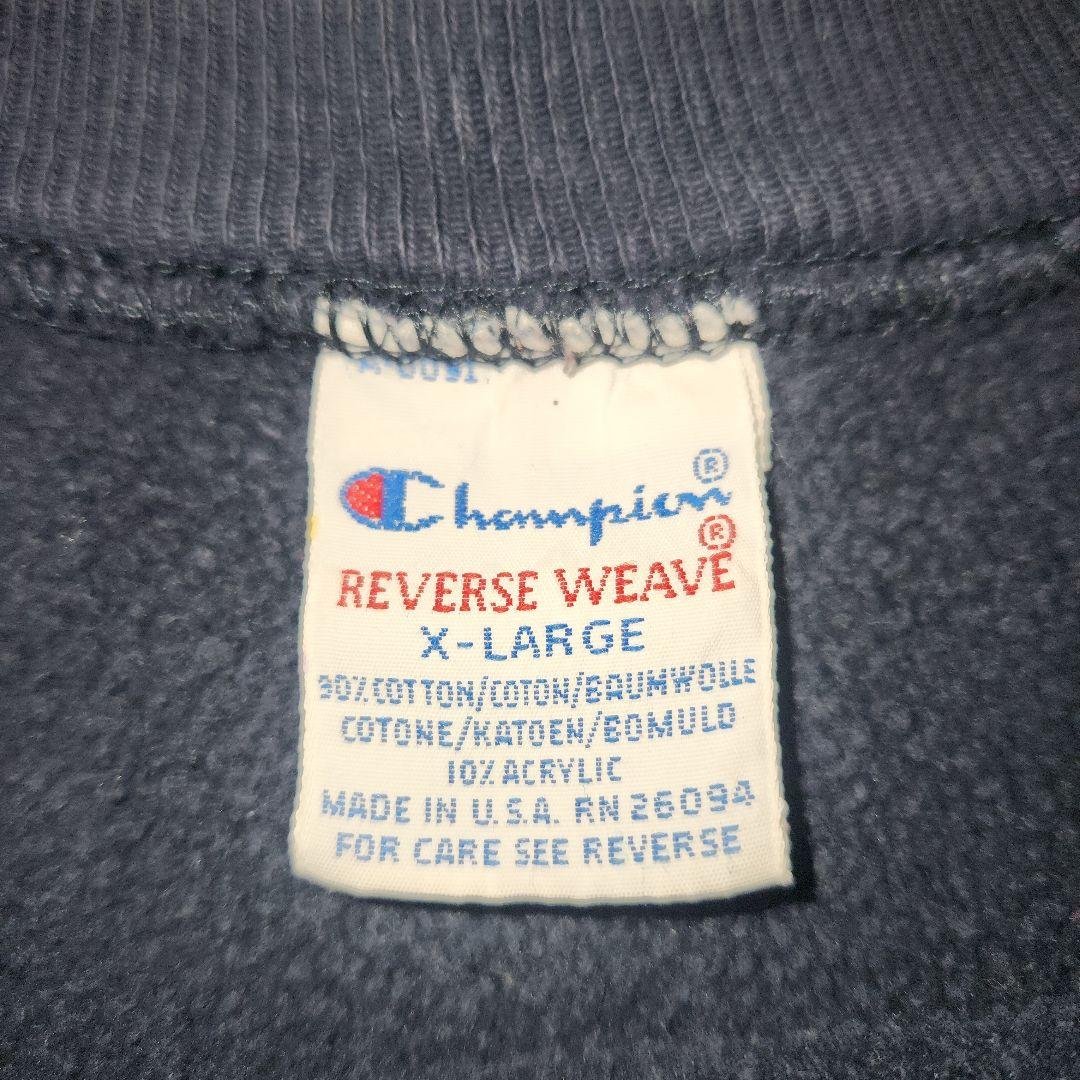 Champion®
REVERSE WEAVE®
X-LARGE
90% COTTON/COTON/BAUMWOLLE
COTONE/KATOEN/BOMULD
10% ACRYLIC
MADE IN U.S.A. RN 26094
FOR CARE SEE REVERSE